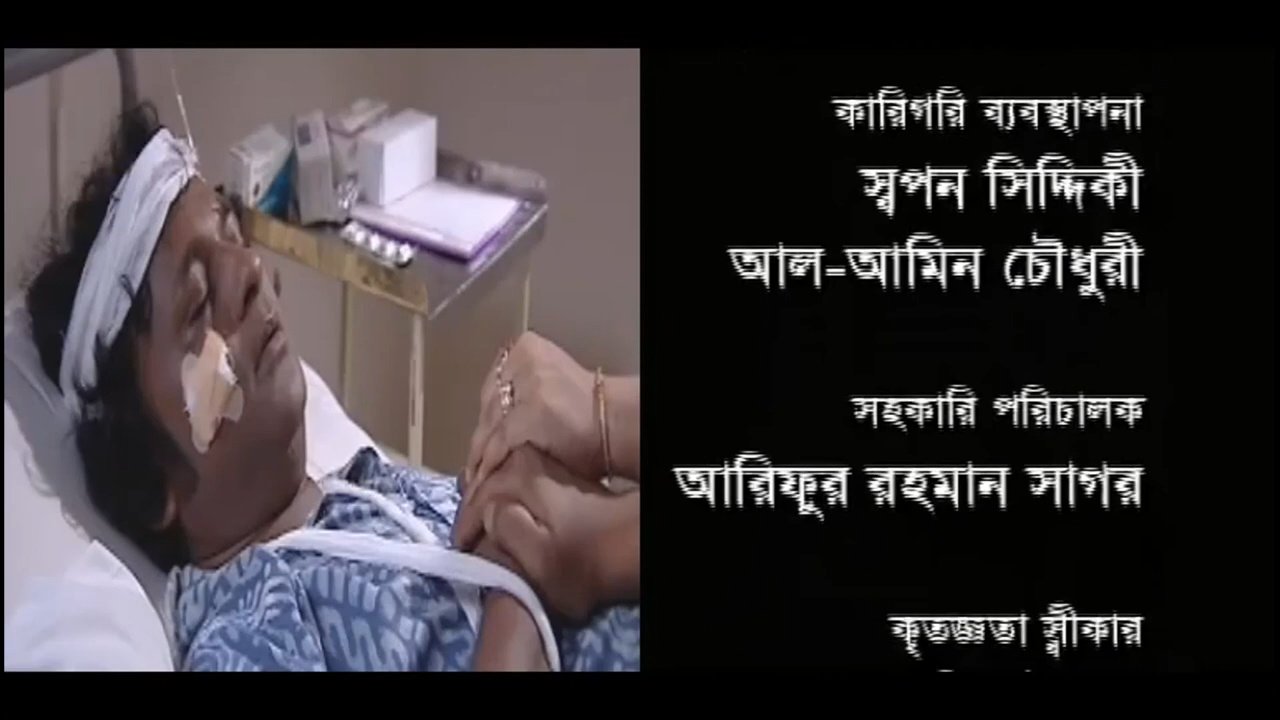 কারিগরি ব্যবস্থাপনা
স্বপন সিদ্দিকী
আল-আমিন চৌধুরী
সহকারি পরিচালক
আরিফুর রহমান সাগর
কৃতজ্ঞতা স্বীকার